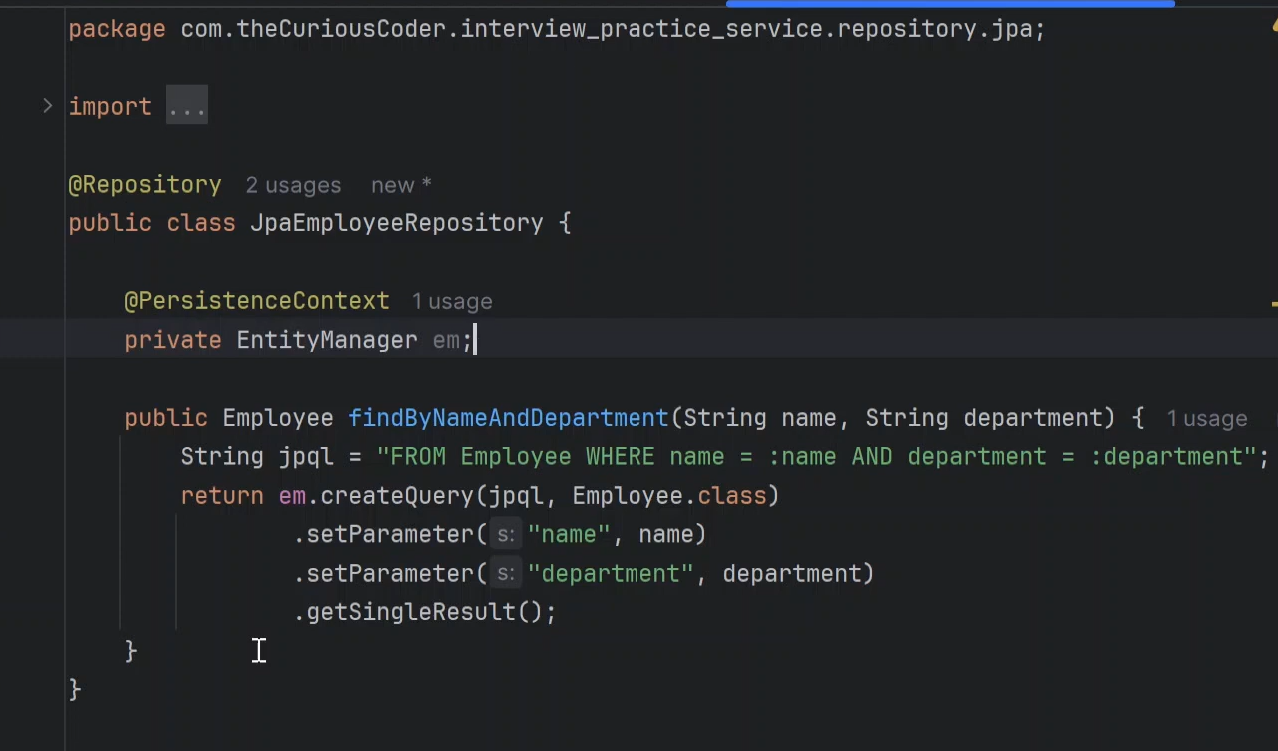 package com.theCuriousCoder.interview_practice_service.repository.jpa;
import ...
@Repository 2 usages new *
public class JpaEmployeeRepository {
@PersistenceContext 1 usage
private EntityManager em;
public Employee findByNameAndDepartment(String name, String department) { 1 usage
String jpql = "FROM Employee WHERE name = :name AND department = :department";
return em.createQuery(jpql, Employee.class)
.setParameter( s: "name", name)
.setParameter( s: "department", department)
.getSingleResult();
}
}